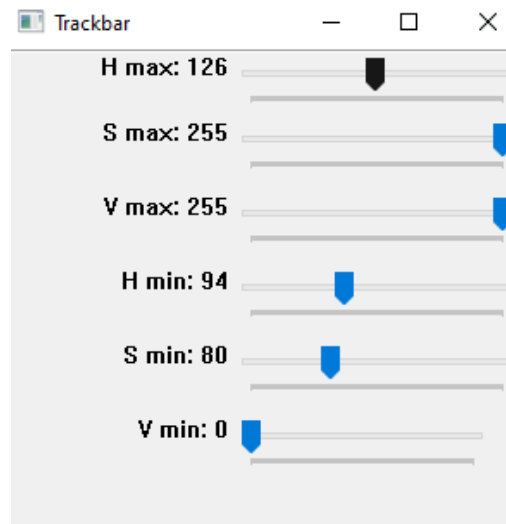 Trackbar
H max: 126
S max: 255
V max: 255
H min: 94
S min: 80
V min: 0